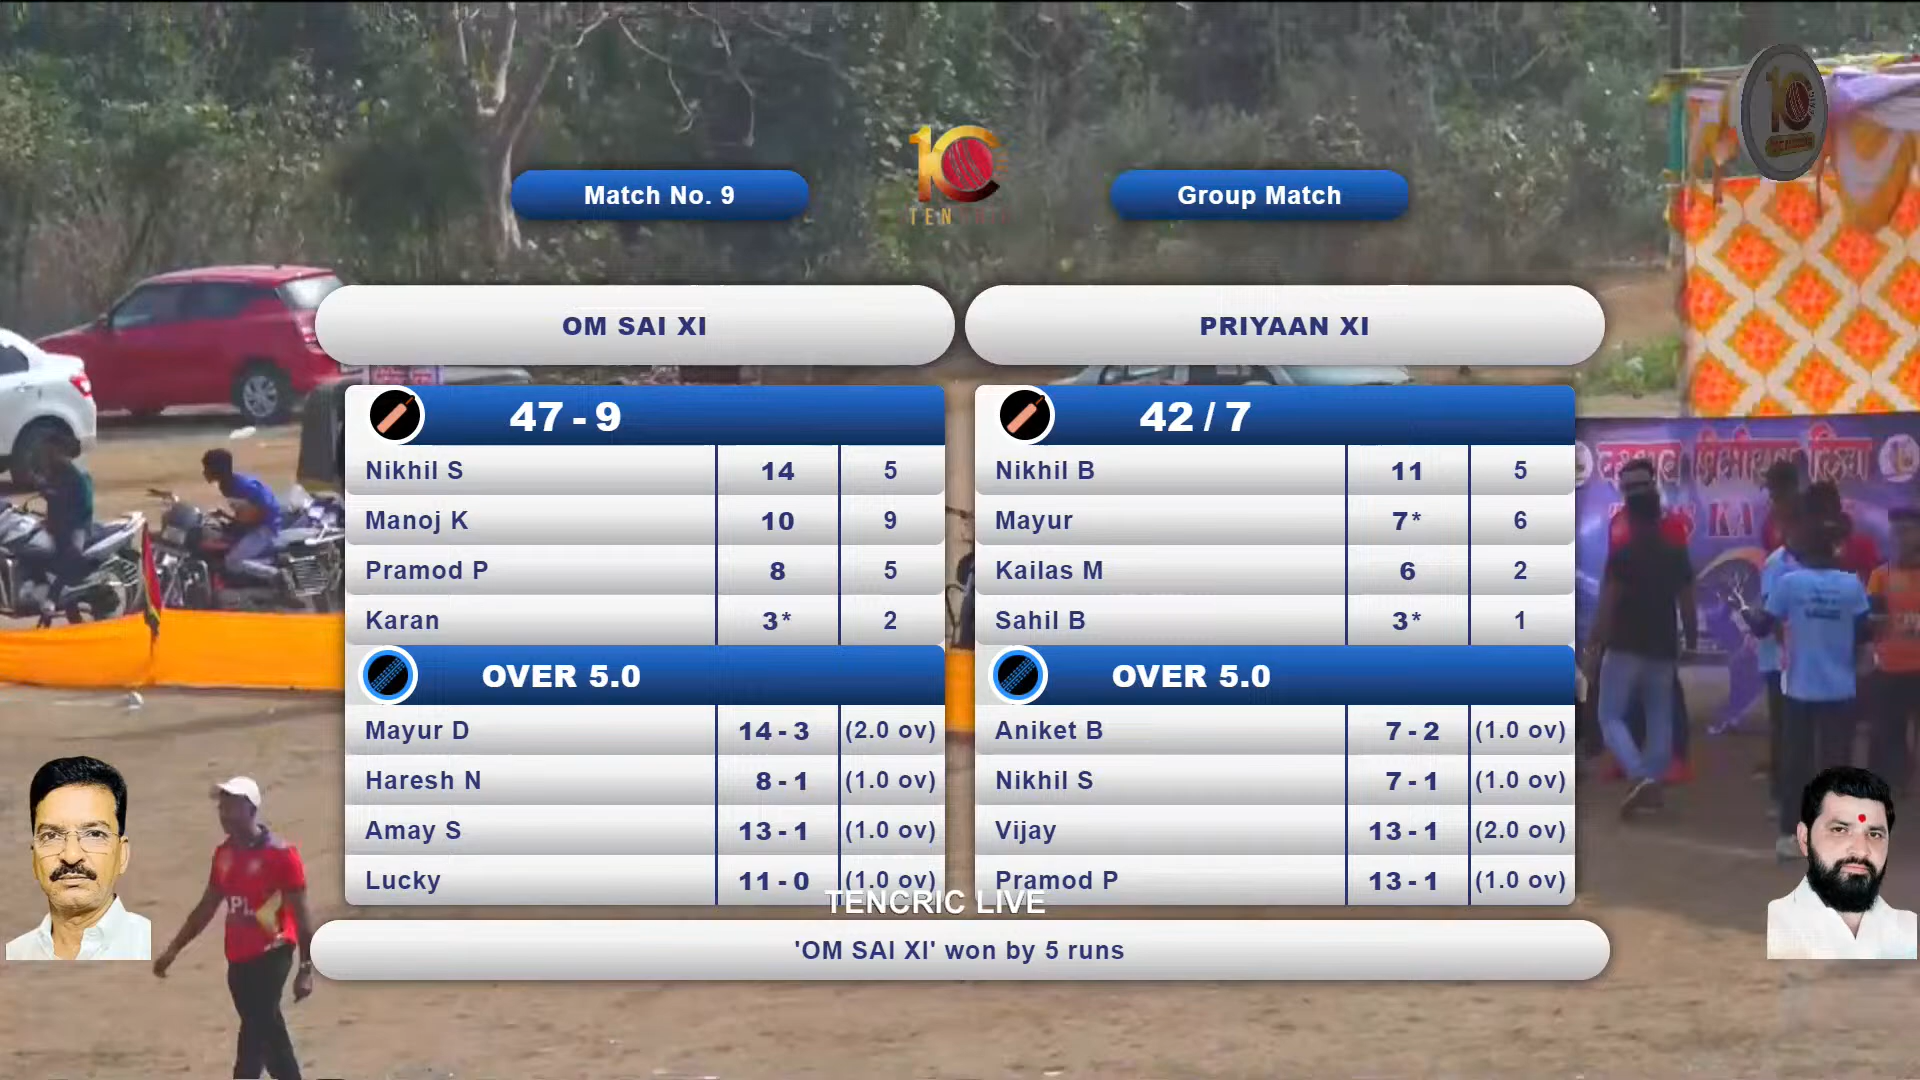 Match No. 9
TEN
Group Match
OM SAI XI
PRIYAAN XI
47 - 9
Nikhil S 14 5
Manoj K 10 9
Pramod P 8 5
Karan 3* 2
OVER 5.0
Mayur D 14 - 3 (2.0 ov)
Haresh N 8 - 1 (1.0 ov)
Amay S 13 - 1 (1.0 ov)
Lucky 11 - 0 (1.0 ov)
42 / 7
Nikhil B 11 5
Mayur 7* 6
Kailas M 6 2
Sahil B 3* 1
OVER 5.0
Aniket B 7 - 2 (1.0 ov)
Nikhil S 7 - 1 (1.0 ov)
Vijay 13 - 1 (2.0 ov)
Pramod P 13 - 1 (1.0 ov)
TENCRIC LIVE
'OM SAI XI' won by 5 runs